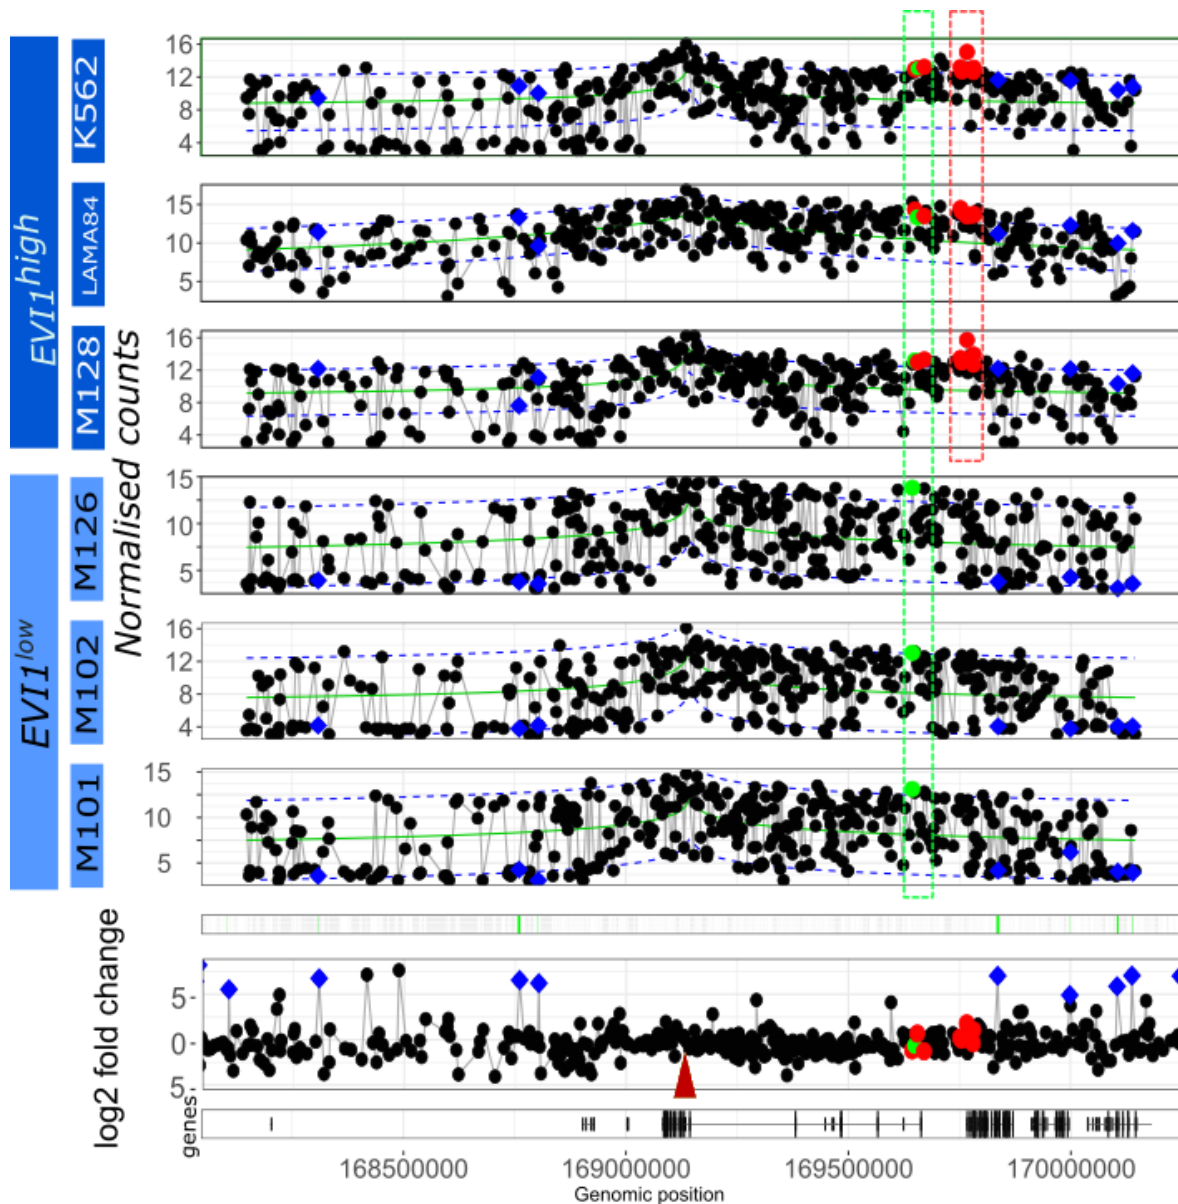 EVI1high
K562
16
12
8
4
LAMA84
15
10
5
M128
16
12
8
4
Normalised counts
EVI1low
M126
15
10
5
M102
16
12
8
4
M101
15
10
5
log2 fold change
5
0
5
genes
168500000 169000000 169500000 170000000
Genomic position